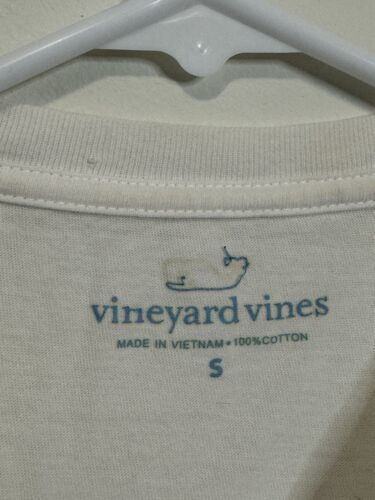 vineyard vines
MADE IN VIETNAM • 100% COTTON
S